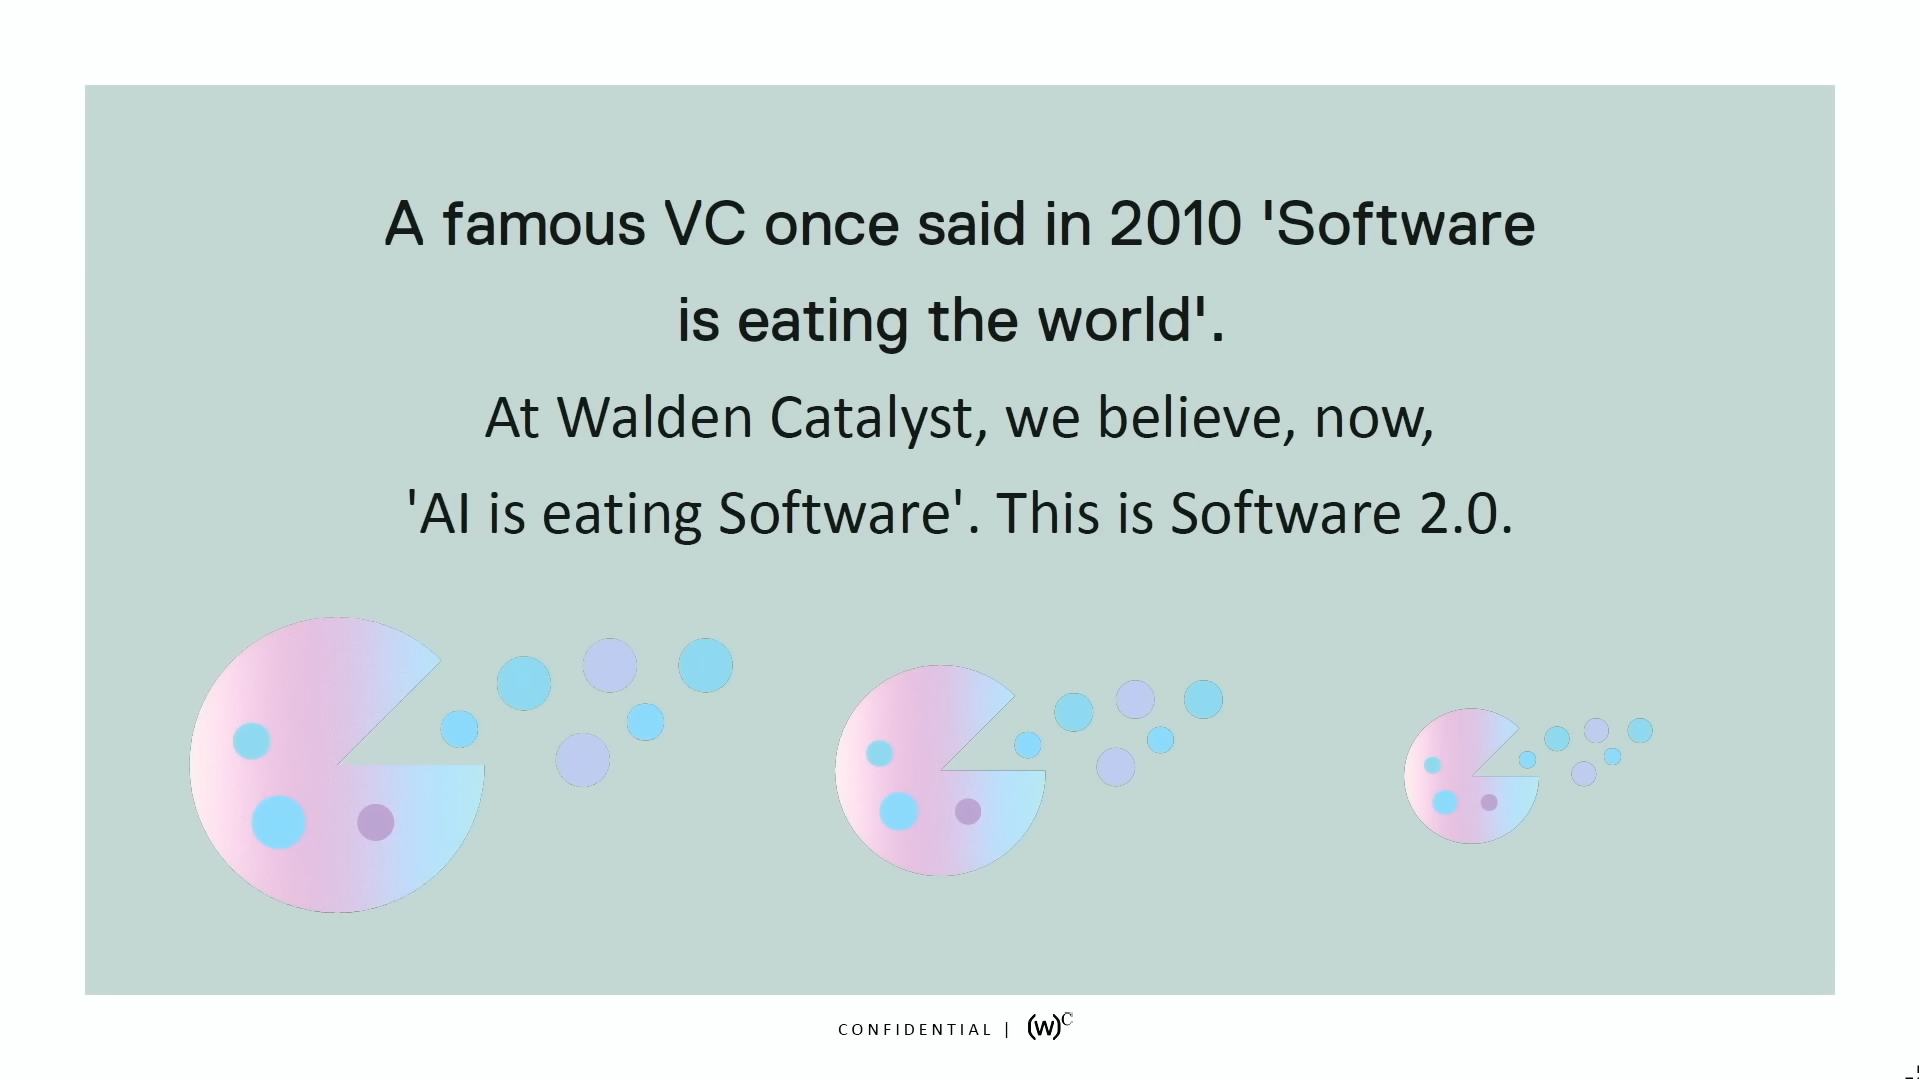 A famous VC once said in 2010 'Software
is eating the world'.
At Walden Catalyst, we believe, now,
'AI is eating Software'. This is Software 2.0.
CONFIDENTIAL | (w)C